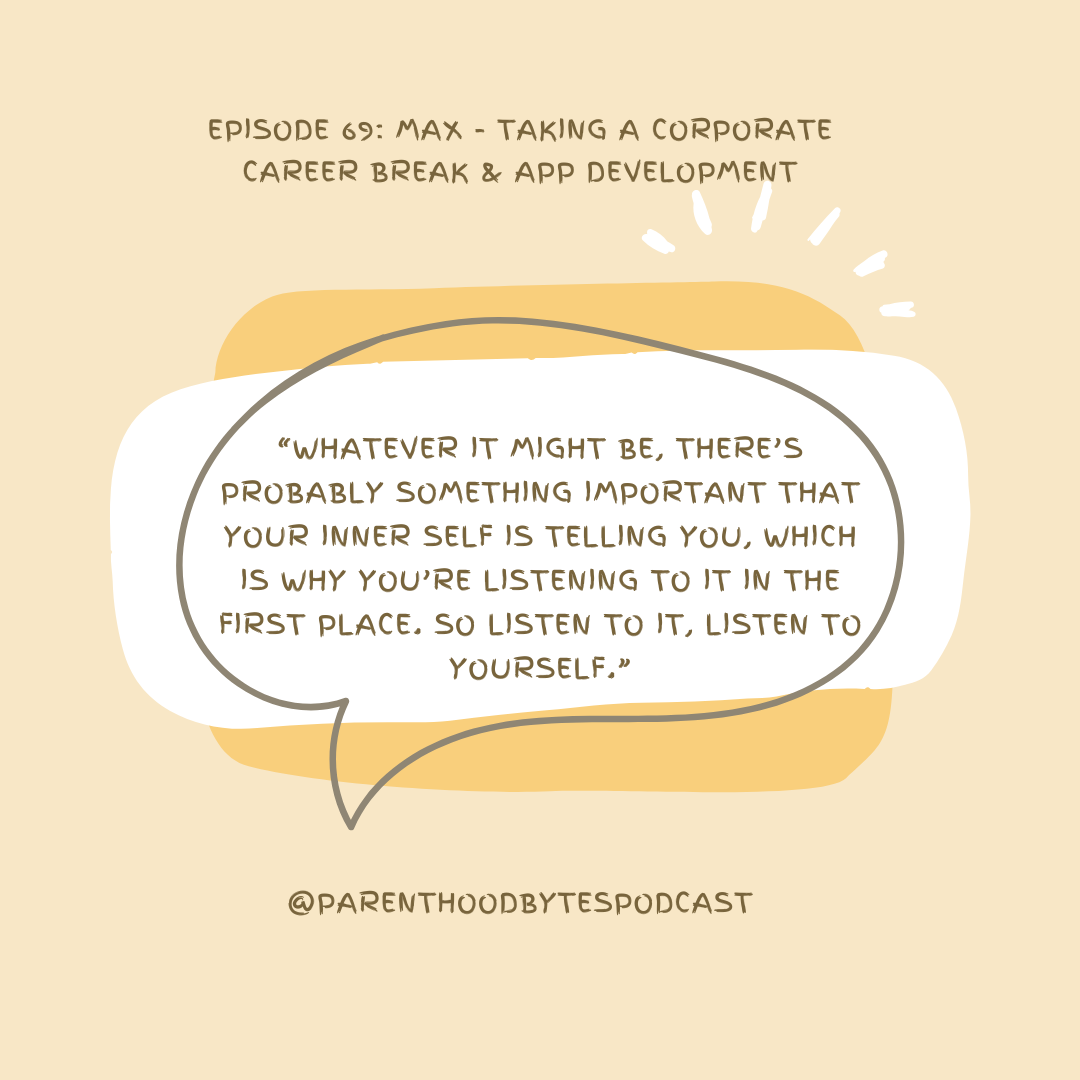 EPISODE 69: MAX - TAKING A CORPORATE
CAREER BREAK & APP DEVELOPMENT
“WHATEVER IT MIGHT BE, THERE’S
PROBABLY SOMETHING IMPORTANT THAT
YOUR INNER SELF IS TELLING YOU, WHICH
IS WHY YOU’RE LISTENING TO IT IN THE
FIRST PLACE. SO LISTEN TO IT, LISTEN TO
YOURSELF.”
@PARENTHOODBYTESPODCAST